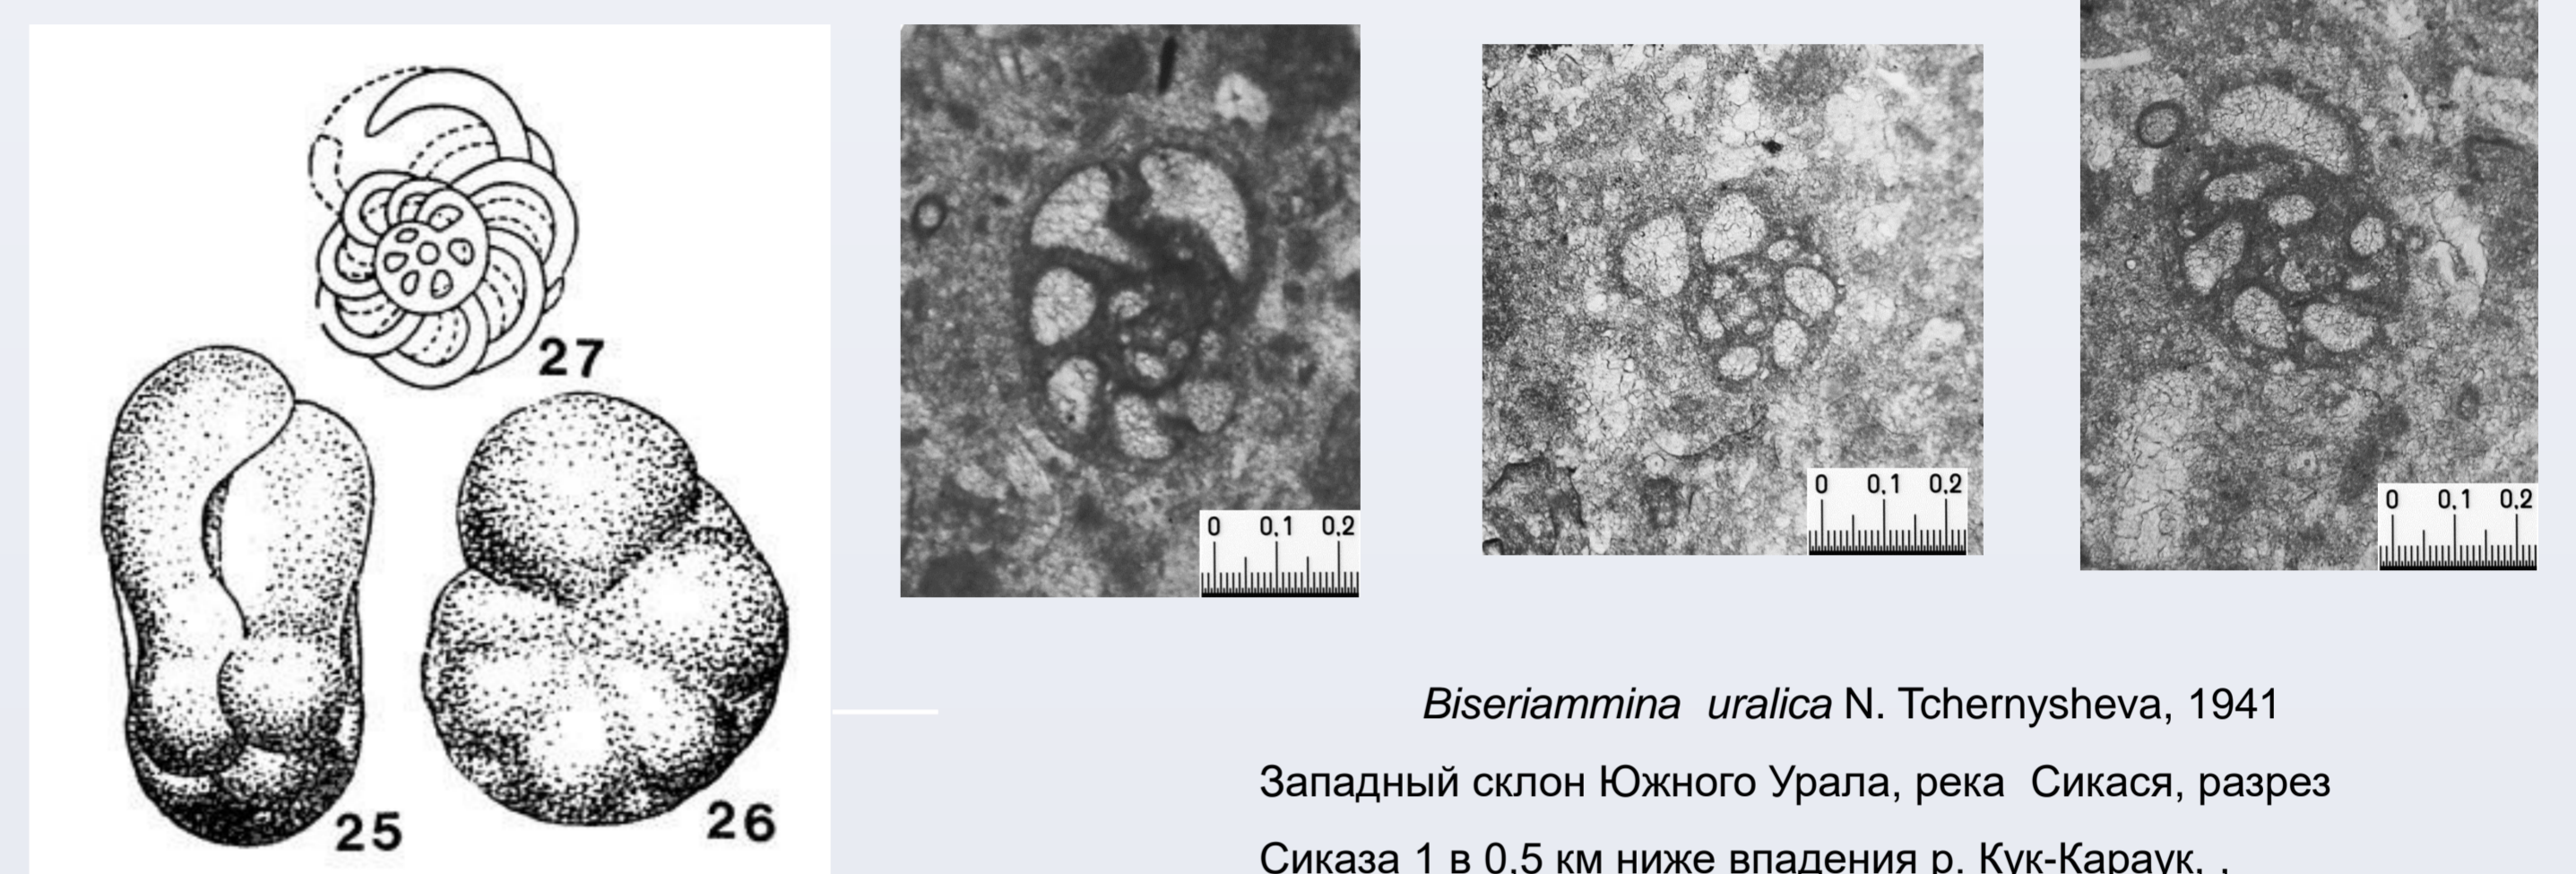 27
25
26
0 0,1 0,2
0 0,1 0,2
0 0,1 0,2
Biseriammina uralica N. Tchernysheva, 1941
Западный склон Южного Урала, река Сикася, разрез
Сиказа 1 в 0,5 км ниже впадения р. Кук-Караук, ,